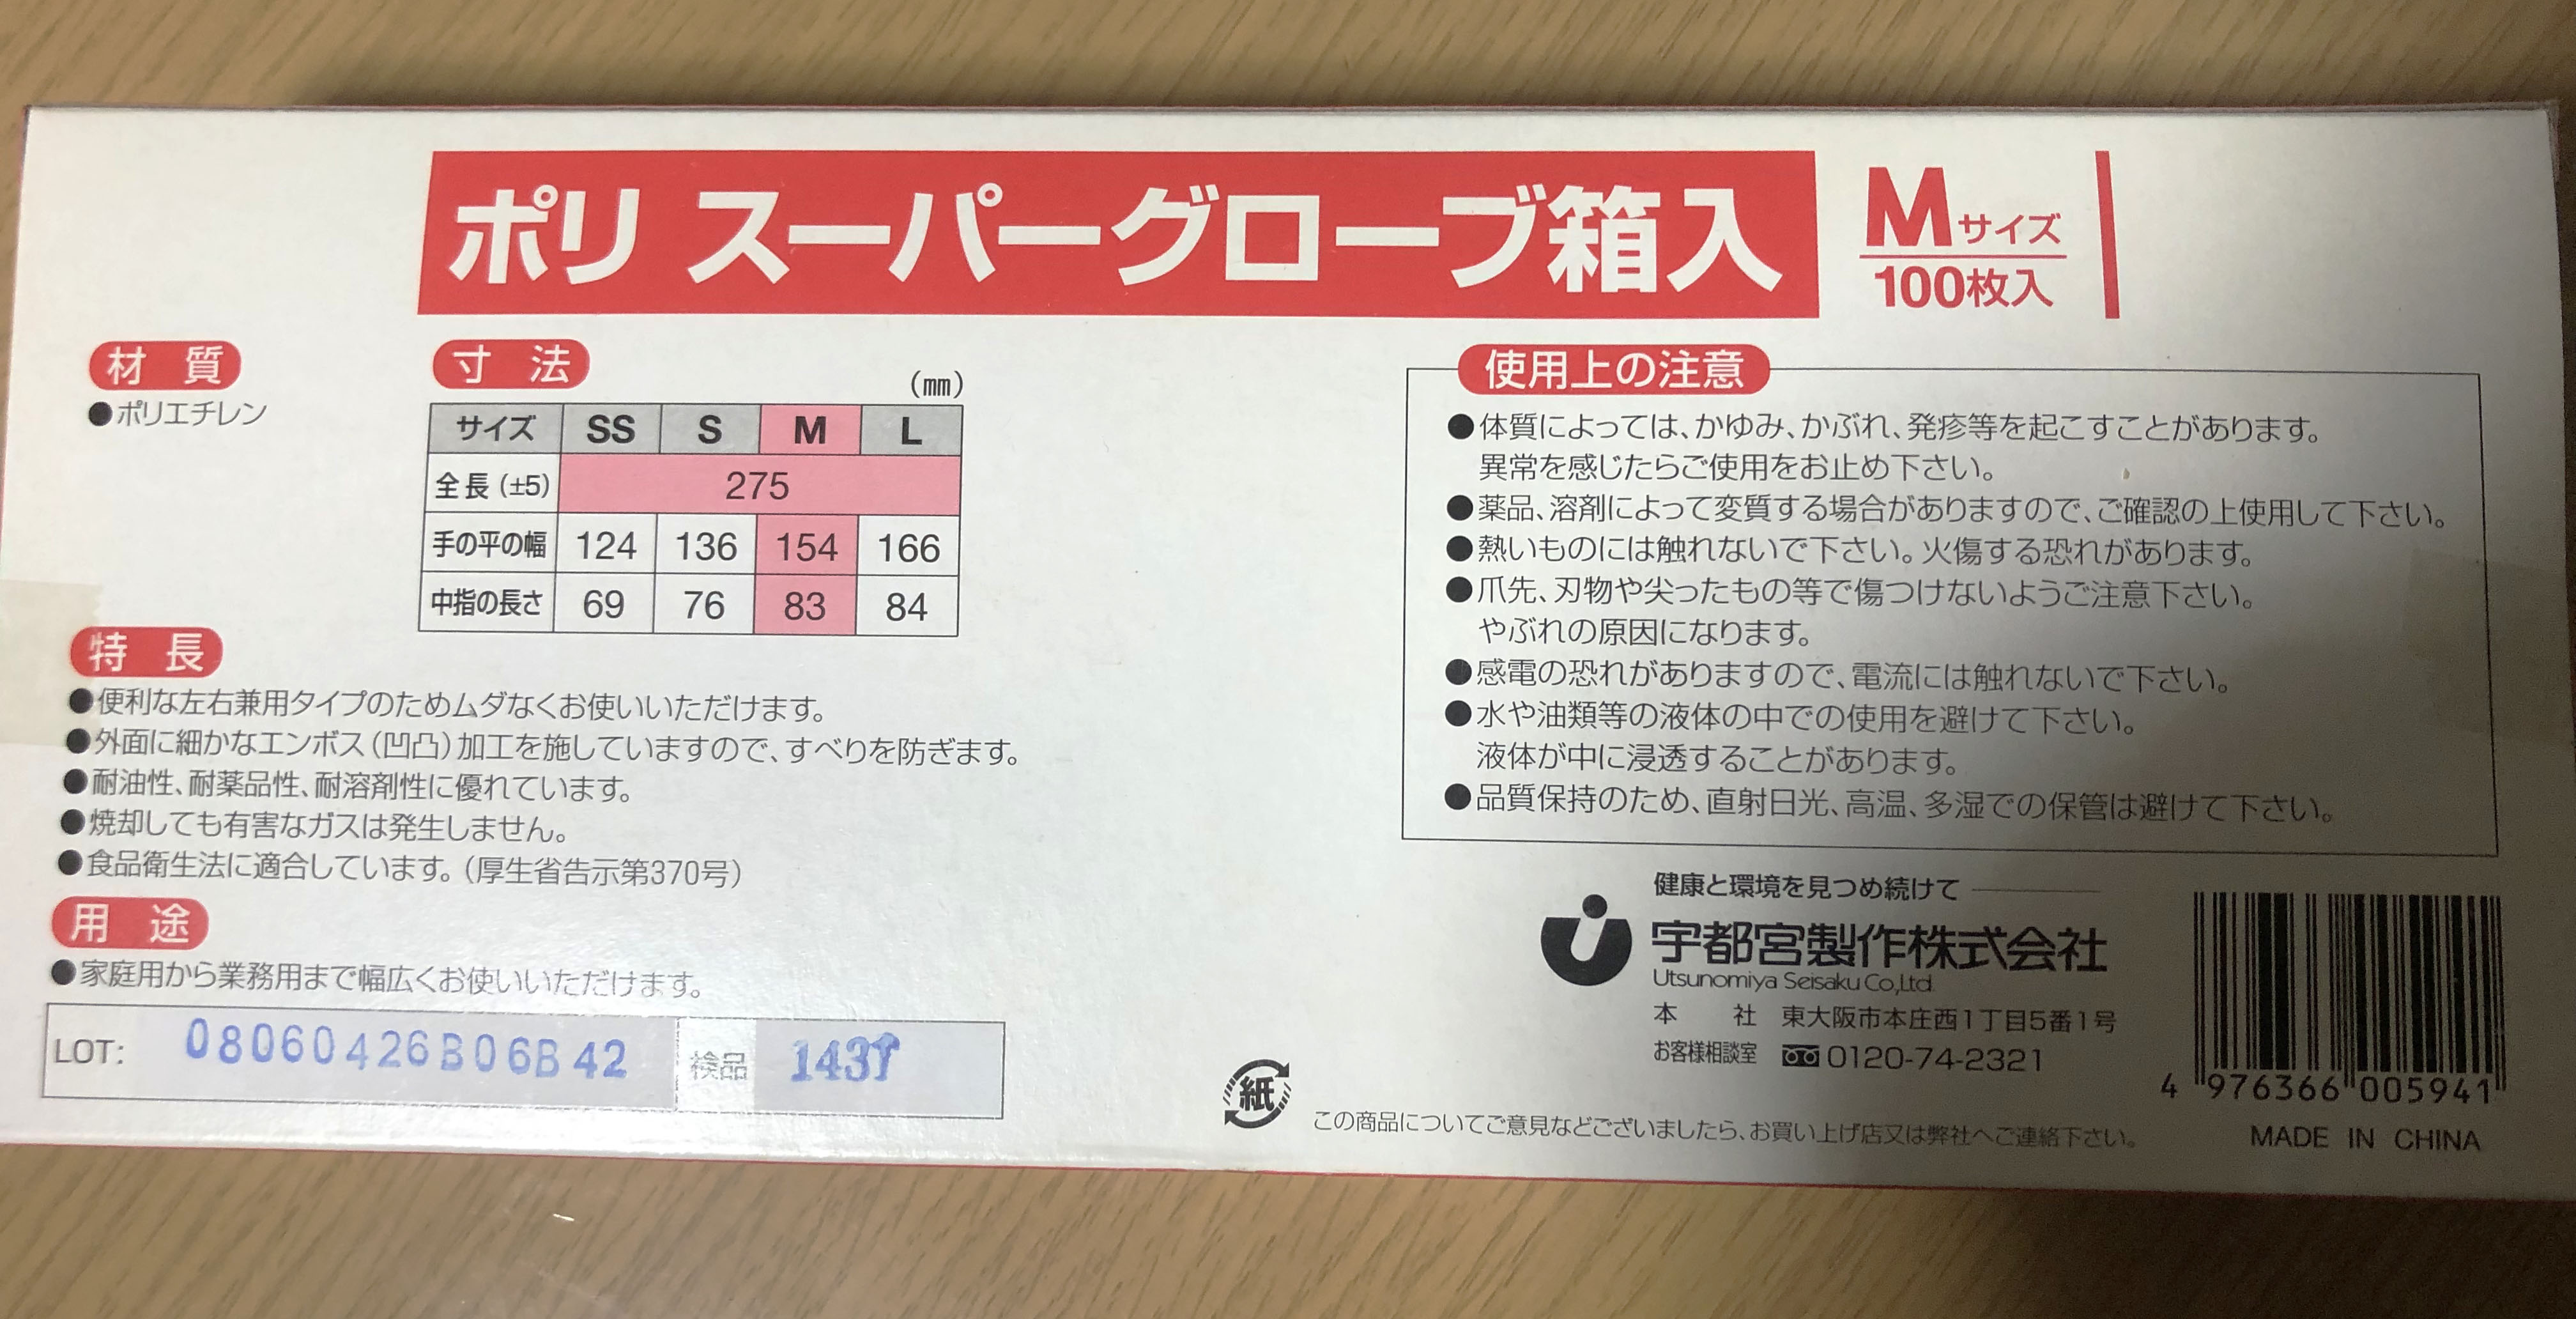 ポリ スーパーグローブ箱入
Mサイズ
100枚入
材 質
●ポリエチレン
寸 法
(㎜)
サイズ SS S M L
全長(±5) 275
手の平の幅 124 136 154 166
中指の長さ 69 76 83 84
特 長
●便利な左右兼用タイプのためムダなくお使いいただけます。
●外面に細かなエンボス(凹凸)加工を施していますので、すべりを防ぎます。
●耐油性、耐薬品性、耐溶剤性に優れています。
●焼却しても有害なガスは発生しません。
●食品衛生法に適合しています。(厚生省告示第370号)
用 途
●家庭用から業務用まで幅広くお使いいただけます。
LOT: 08060426B06B42 検品
使用上の注意
●体質によっては、かゆみ、かぶれ、発疹等を起こすことがあります。
異常を感じたらご使用をお止め下さい。
●薬品、溶剤によって変質する場合がありますので、ご確認の上使用して下さい。
●熱いものには触れないで下さい。火傷する恐れがあります。
●爪先、刃物や尖ったもの等で傷つけないようご注意下さい。
やぶれの原因になります。
●感電の恐れがありますので、電流には触れないで下さい。
●水や油類等の液体の中での使用を避けて下さい。
液体が中に浸透することがあります。
●品質保持のため、直射日光、高温、多湿での保管は避けて下さい。
健康と環境を見つめ続けて
宇都宮製作株式会社
Utsunomiya Seisaku Co,Ltd.
本 社 東大阪市本庄西1丁目5番1号
お客様相談室 0120-74-2321
紙
この商品についてご意見などございましたら、お買い上げ店又は弊社へご連絡下さい。
4 976366 005941
MADE IN CHINA